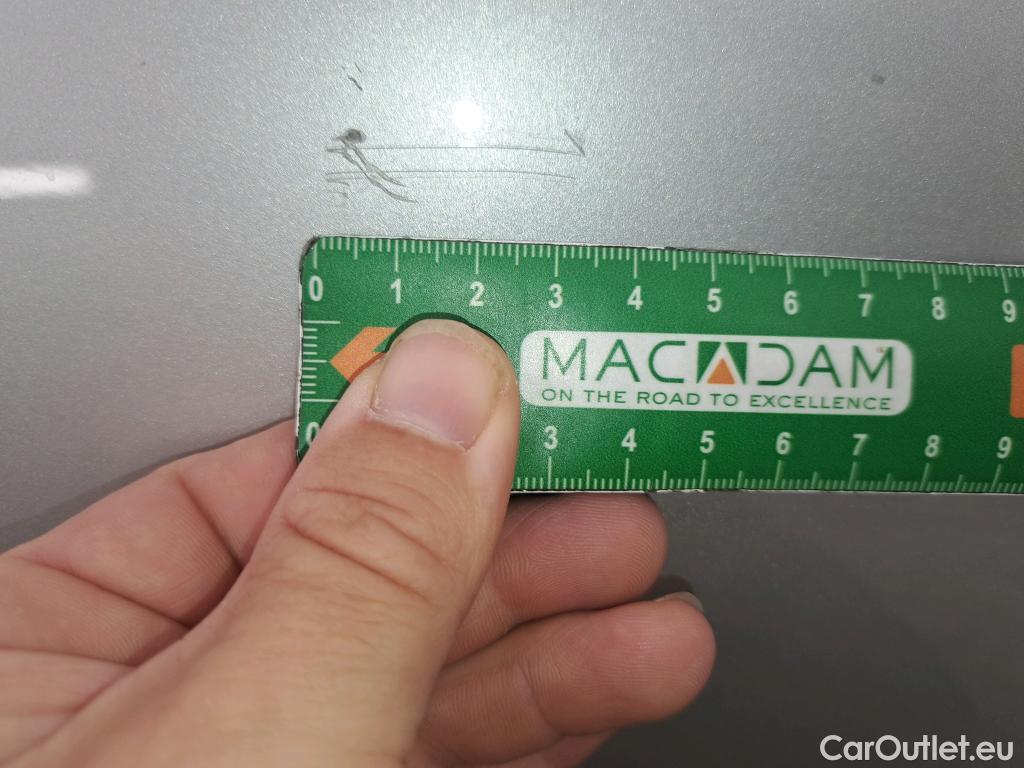 0 1 2 3 4 5 6 7 8 9
MACADAM
ON THE ROAD TO EXCELLENCE
0 3 4 5 6 7 8 9
CarOutlet.eu